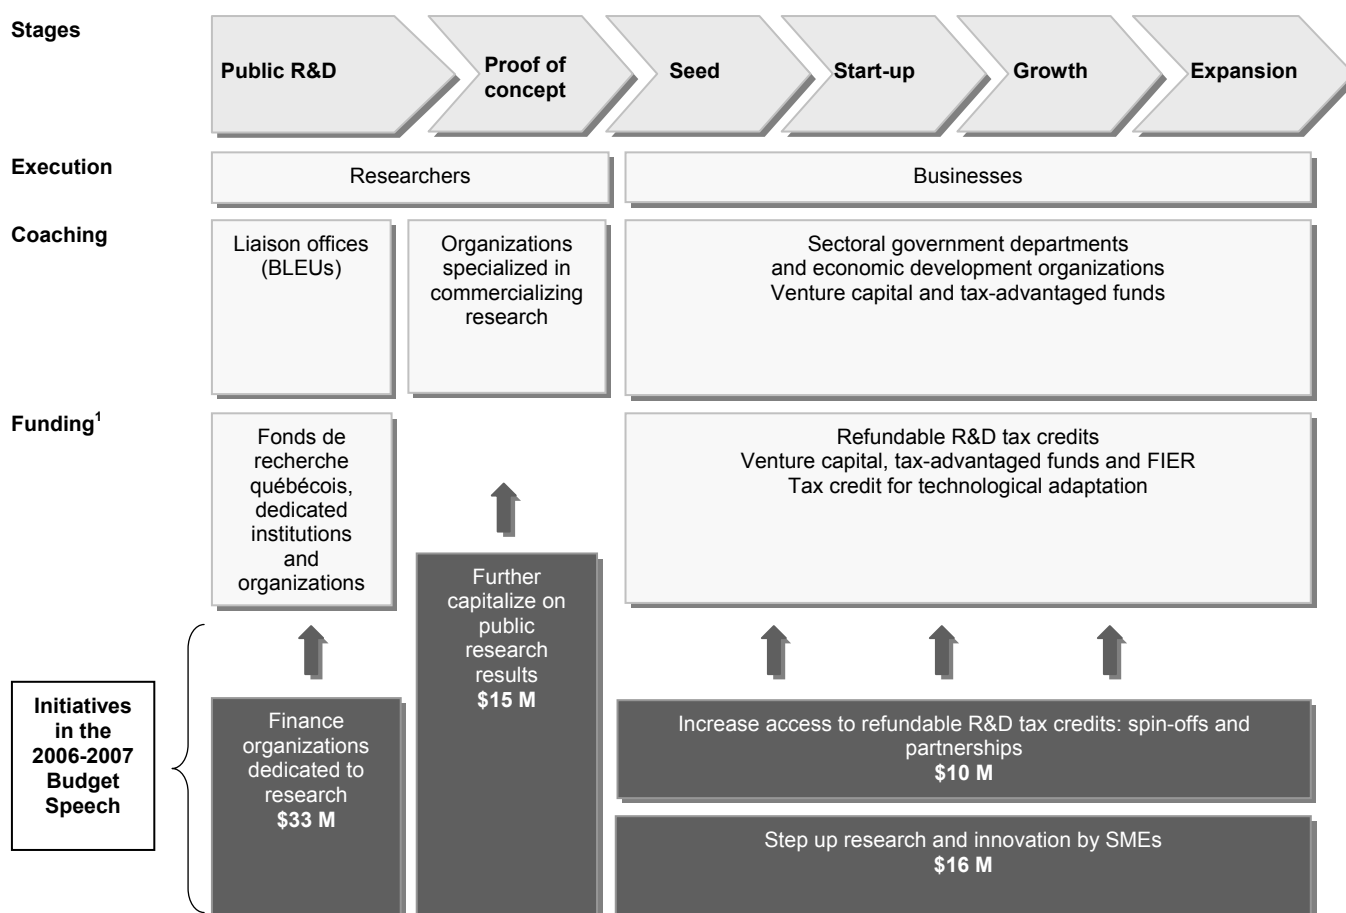 Stages
Public R&D
Proof of
concept
Seed
Start-up
Growth
Expansion
Execution
Researchers
Businesses
Coaching
Liaison offices
(BLEUs)
Organizations
specialized in
commercializing
research
Sectoral government departments
and economic development organizations
Venture capital and tax-advantaged funds
Funding1
Fonds de
recherche
québécois,
dedicated
institutions
and
organizations
Refundable R&D tax credits
Venture capital, tax-advantaged funds and FIER
Tax credit for technological adaptation
Initiatives
in the
2006-2007
Budget
Speech
Finance
organizations
dedicated to
research
$33 M
Further
capitalize on
public
research
results
$15 M
Increase access to refundable R&D tax credits: spin-offs and
partnerships
$10 M
Step up research and innovation by SMEs
$16 M